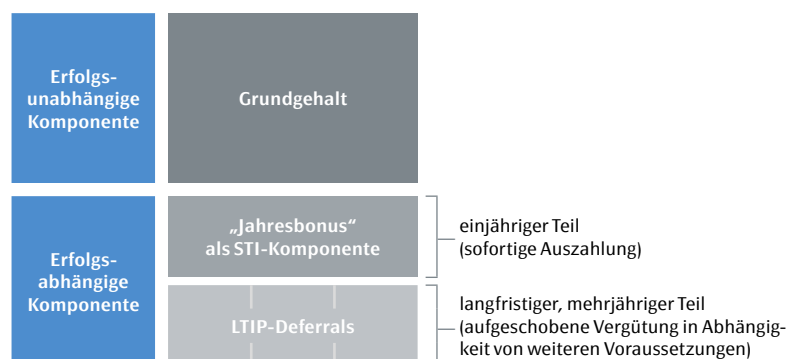 Erfolgs-
unabhängige
Komponente
Grundgehalt
Erfolgs-
abhängige
Komponente
„Jahresbonus“
als STI-Komponente
einjähriger Teil
(sofortige Auszahlung)
LTIP-Deferrals
langfristiger, mehrjähriger Teil
(aufgeschobene Vergütung in Abhängig-
keit von weiteren Voraussetzungen)